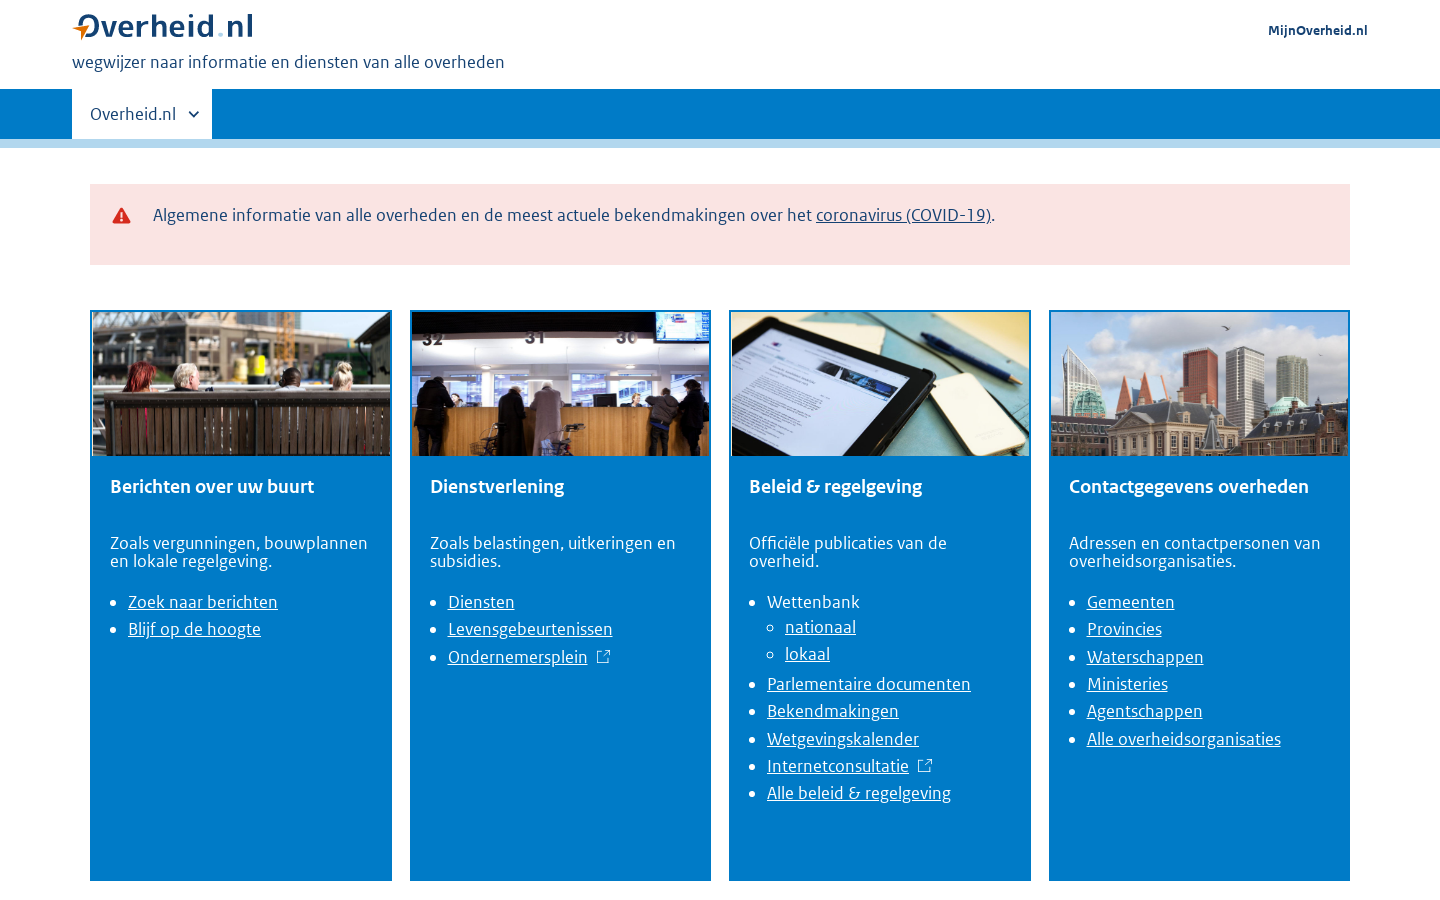 Overheid.nl
MijnOverheid.nl
wegwijzer naar informatie en diensten van alle overheden
Overheid.nl
Algemene informatie van alle overheden en de meest actuele bekendmakingen over het coronavirus (COVID-19).
32
31
30
Berichten over uw buurt
Zoals vergunningen, bouwplannen
en lokale regelgeving.
Zoek naar berichten
Blijf op de hoogte
Dienstverlening
Zoals belastingen, uitkeringen en
subsidies.
Diensten
Levensgebeurtenissen
Ondernemersplein
Beleid & regelgeving
Officiële publicaties van de
overheid.
Wettenbank
nationaal
lokaal
Parlementaire documenten
Bekendmakingen
Wetgevingskalender
Internetconsultatie
Alle beleid & regelgeving
Contactgegevens overheden
Adressen en contactpersonen van
overheidsorganisaties.
Gemeenten
Provincies
Waterschappen
Ministeries
Agentschappen
Alle overheidsorganisaties